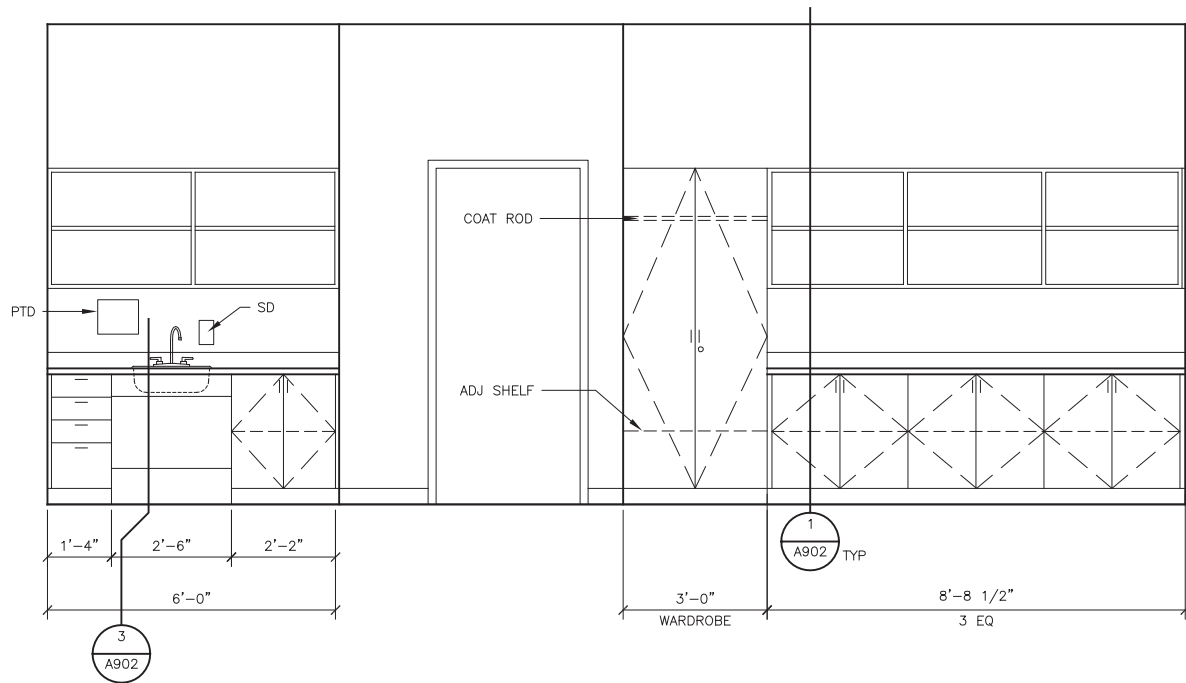 COAT ROD
PTD
SD
ADJ SHELF
1'-4"
2'-6"
2'-2"
6'-0"
3
A902
1
A902
TYP
3'-0"
WARDROBE
8'-8 1/2"
3 EQ